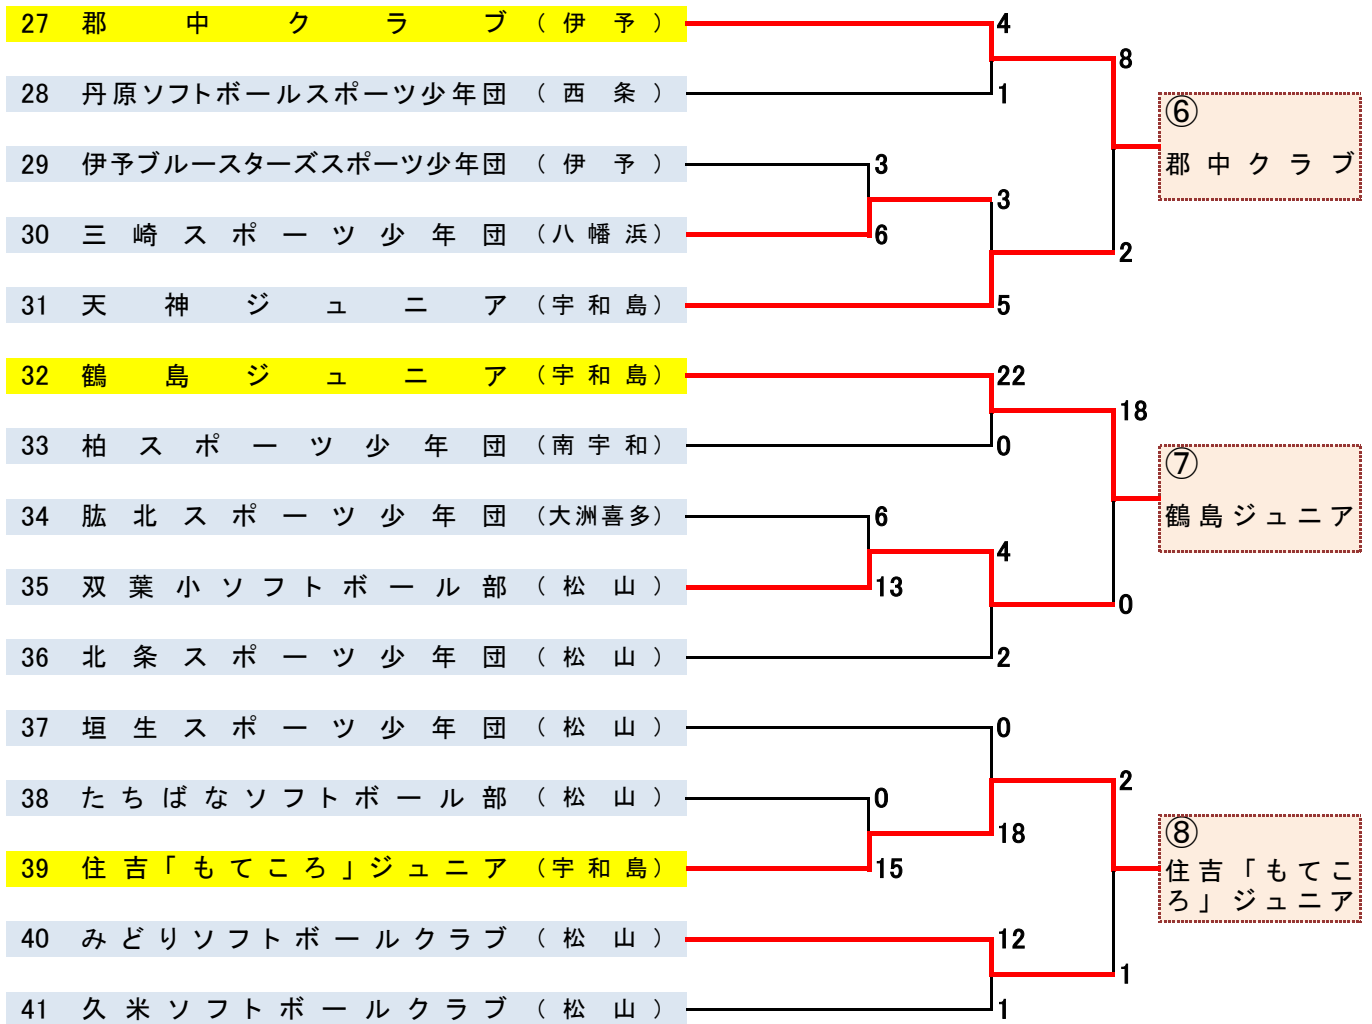 27 郡中クラブ (伊予) 4
8
28 丹原ソフトボールスポーツ少年団 (西条) 1
⑥
郡中クラブ
29 伊予ブルースターズスポーツ少年団 (伊予) 3
3
30 三崎スポーツ少年団 (八幡浜) 6
2
31 天神ジュニア (宇和島) 5
32 鶴島ジュニア (宇和島) 22
18
33 柏スポーツ少年団 (南宇和) 0
⑦
鶴島ジュニア
34 肱北スポーツ少年団 (大洲喜多) 6
4
35 双葉小ソフトボール部 (松山) 13
0
36 北条スポーツ少年団 (松山) 2
37 垣生スポーツ少年団 (松山) 0
2
38 たちばなソフトボール部 (松山) 0
18
⑧
住吉「もてこ
ろ」ジュニア
39 住吉「もてころ」ジュニア (宇和島) 15
40 みどりソフトボールクラブ (松山) 12
1
41 久米ソフトボールクラブ (松山) 1